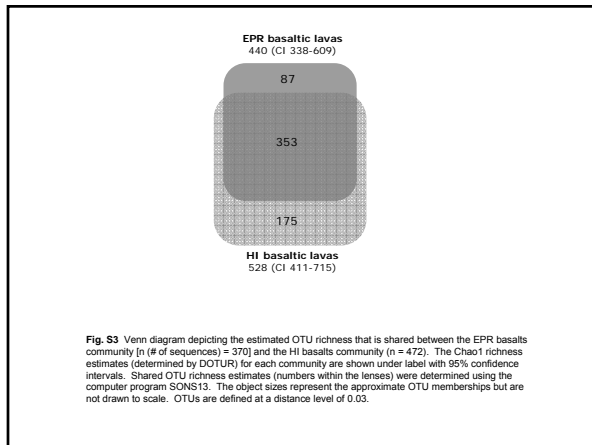 EPR basaltic lavas
440 (CI 338-609)
87
353
175
HI basaltic lavas
528 (CI 411-715)
Fig. S3 Venn diagram depicting the estimated OTU richness that is shared between the EPR basalts
community [n (# of sequences) = 370] and the HI basalts community (n = 472). The Chao1 richness
estimates (determined by DOTUR) for each community are shown under label with 95% confidence
intervals. Shared OTU richness estimates (numbers within the lenses) were determined using the
computer program SONS13. The object sizes represent the approximate OTU memberships but are
not drawn to scale. OTUs are defined at a distance level of 0.03.